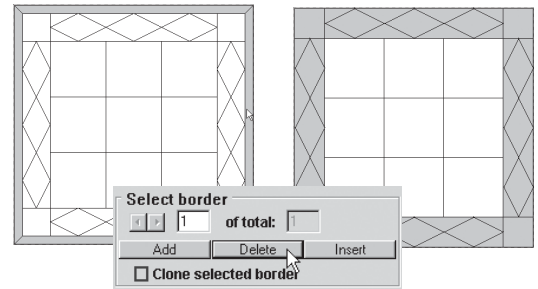 Select border
1 of total: 1
Add Delete Insert
Clone selected border